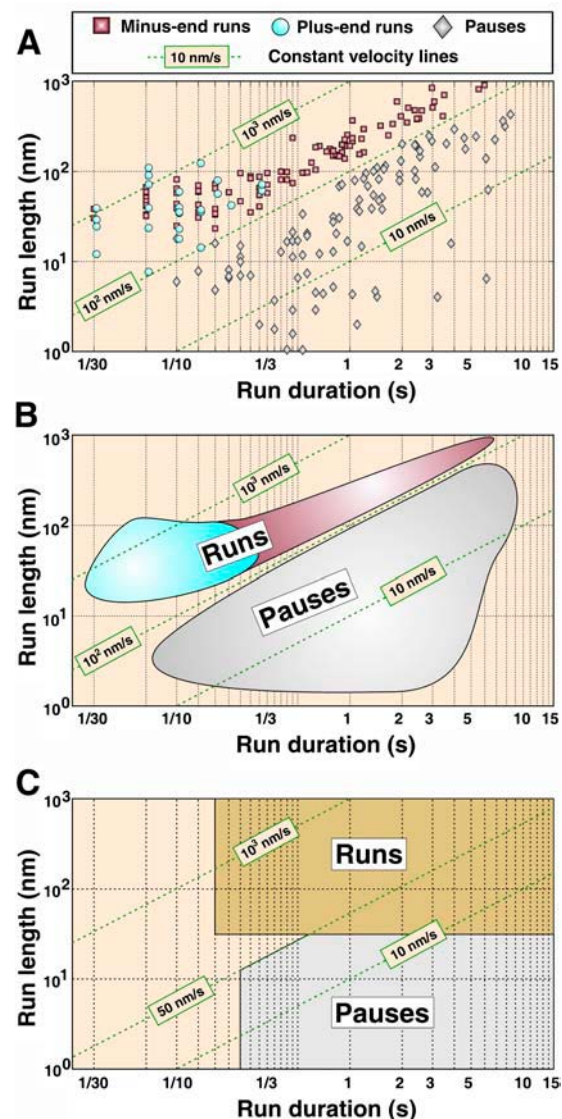 Minus-end runs Plus-end runs Pauses
10 nm/s Constant velocity lines
A
10³
10²
10¹
10⁰
Run length (nm)
10³ nm/s
10² nm/s
10 nm/s
1/30 1/10 1/3 1 2 3 5 10 15
Run duration (s)
B
10³
10²
10¹
10⁰
Run length (nm)
10³ nm/s
Runs
Pauses
10 nm/s
10² nm/s
1/30 1/10 1/3 1 2 3 5 10 15
Run duration (s)
C
10³
10²
10¹
10⁰
Run length (nm)
10³ nm/s
Runs
10 nm/s
50 nm/s
Pauses
1/30 1/10 1/3 1 2 3 5 10 15
Run duration (s)